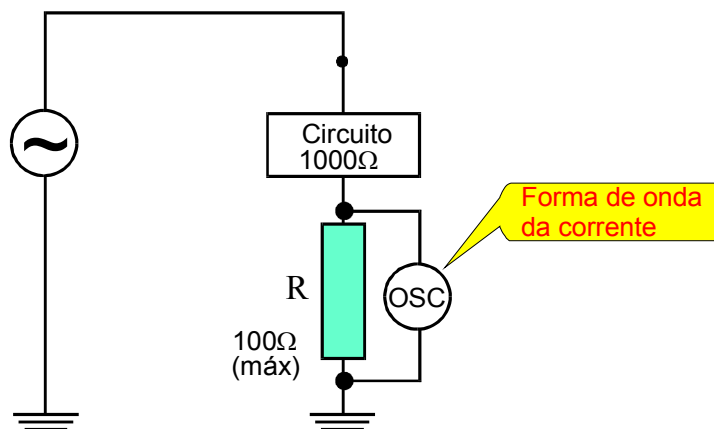 Circuito
1000Ω
Forma de onda
da corrente
R
OSC
100Ω
(máx)